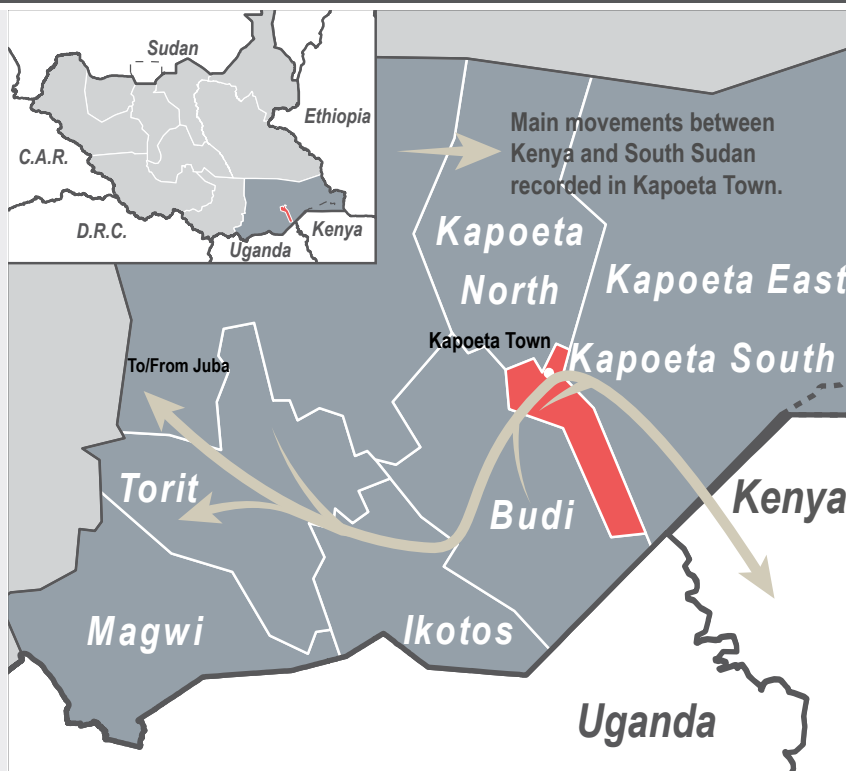 Sudan
Ethiopia
C.A.R.
D.R.C.
Kenya
Uganda
Main movements between
Kenya and South Sudan
recorded in Kapoeta Town.
Kapoeta
North
Kapoeta East
Kapoeta Town
Kapoeta South
To/From Juba
Torit
Budi
Kenya
Magwi
Ikotos
Uganda